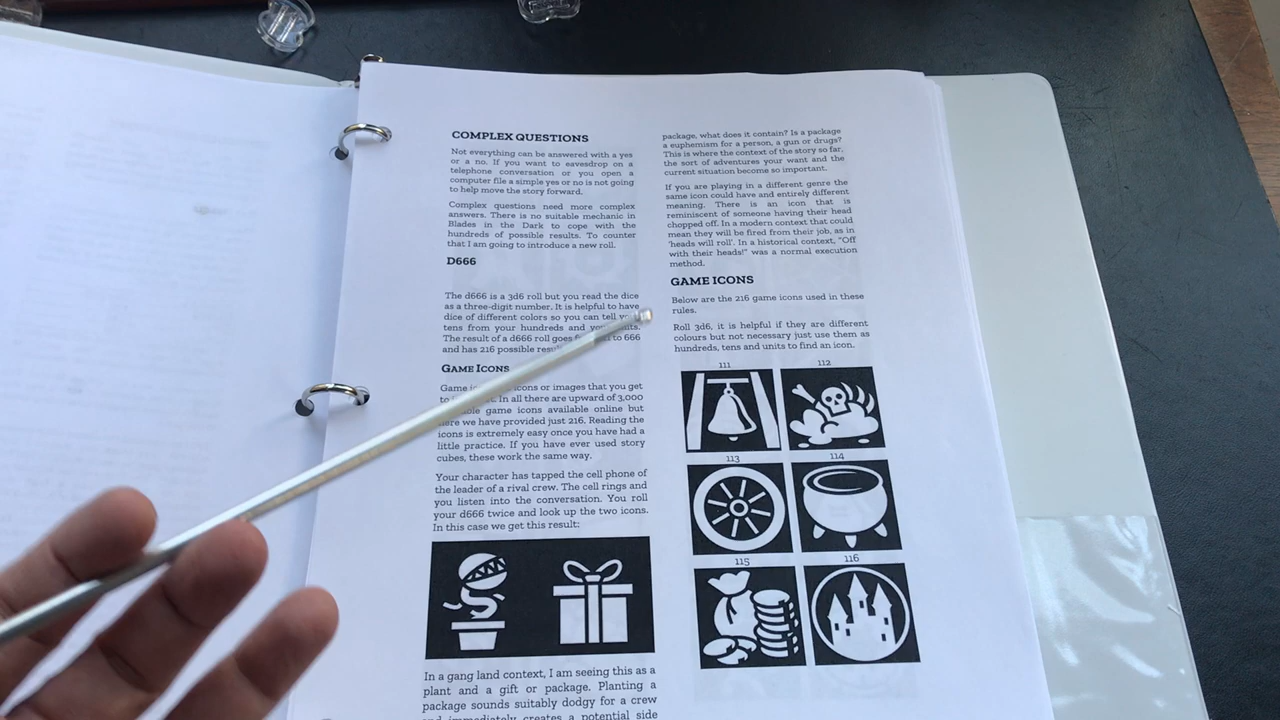 COMPLEX QUESTIONS
Not everything can be answered with a yes
or a no. If you want to eavesdrop on a
telephone conversation or you open a
computer file a simple yes or no is not going
to help move the story forward.
Complex questions need more complex
answers. There is no suitable mechanic in
Blades in the Dark to cope with the
hundreds of possible results. To counter
that I am going to introduce a new roll.
D666
The d666 is a 3d6 roll but you read the dice
as a three-digit number. It is helpful to have
dice of different colors so you can tell
tens from your hundreds and
The result of a d666 roll goes to 666
and has 216 possible
GAME ICONS
Game icons or images that you get
to In all there are upward of 3,000
game icons available online but
here we have provided just 216. Reading the
icons is extremely easy once you have had a
little practice. If you have ever used story
cubes, these work the same way.
Your character has tapped the cell phone of
the leader of a rival crew. The cell rings and
you listen into the conversation. You roll
your d666 twice and look up the two icons.
In this case we get this result:
In a gang land context, I am seeing this as a
plant and a gift or package. Planting a
package sounds suitably dodgy for a crew
and immediately creates a potential side
package, what does it contain? Is a package
a euphemism for a person, a gun or drugs?
This is where the context of the story so far,
the sort of adventures your want and the
current situation become so important.
If you are playing in a different genre the
same icon could have and entirely different
meaning. There is an icon that is
reminiscent of someone having their head
chopped off. In a modern context that could
mean they will be fired from their job, as in
'heads will roll'. In a historical context, "Off
with their heads!" was a normal execution
method.
GAME ICONS
Below are the 216 game icons used in these
rules.
Roll 3d6, it is helpful if they are different
colours but not necessary just use them as
hundreds, tens and units to find an icon.
111 112
113 114
115 116